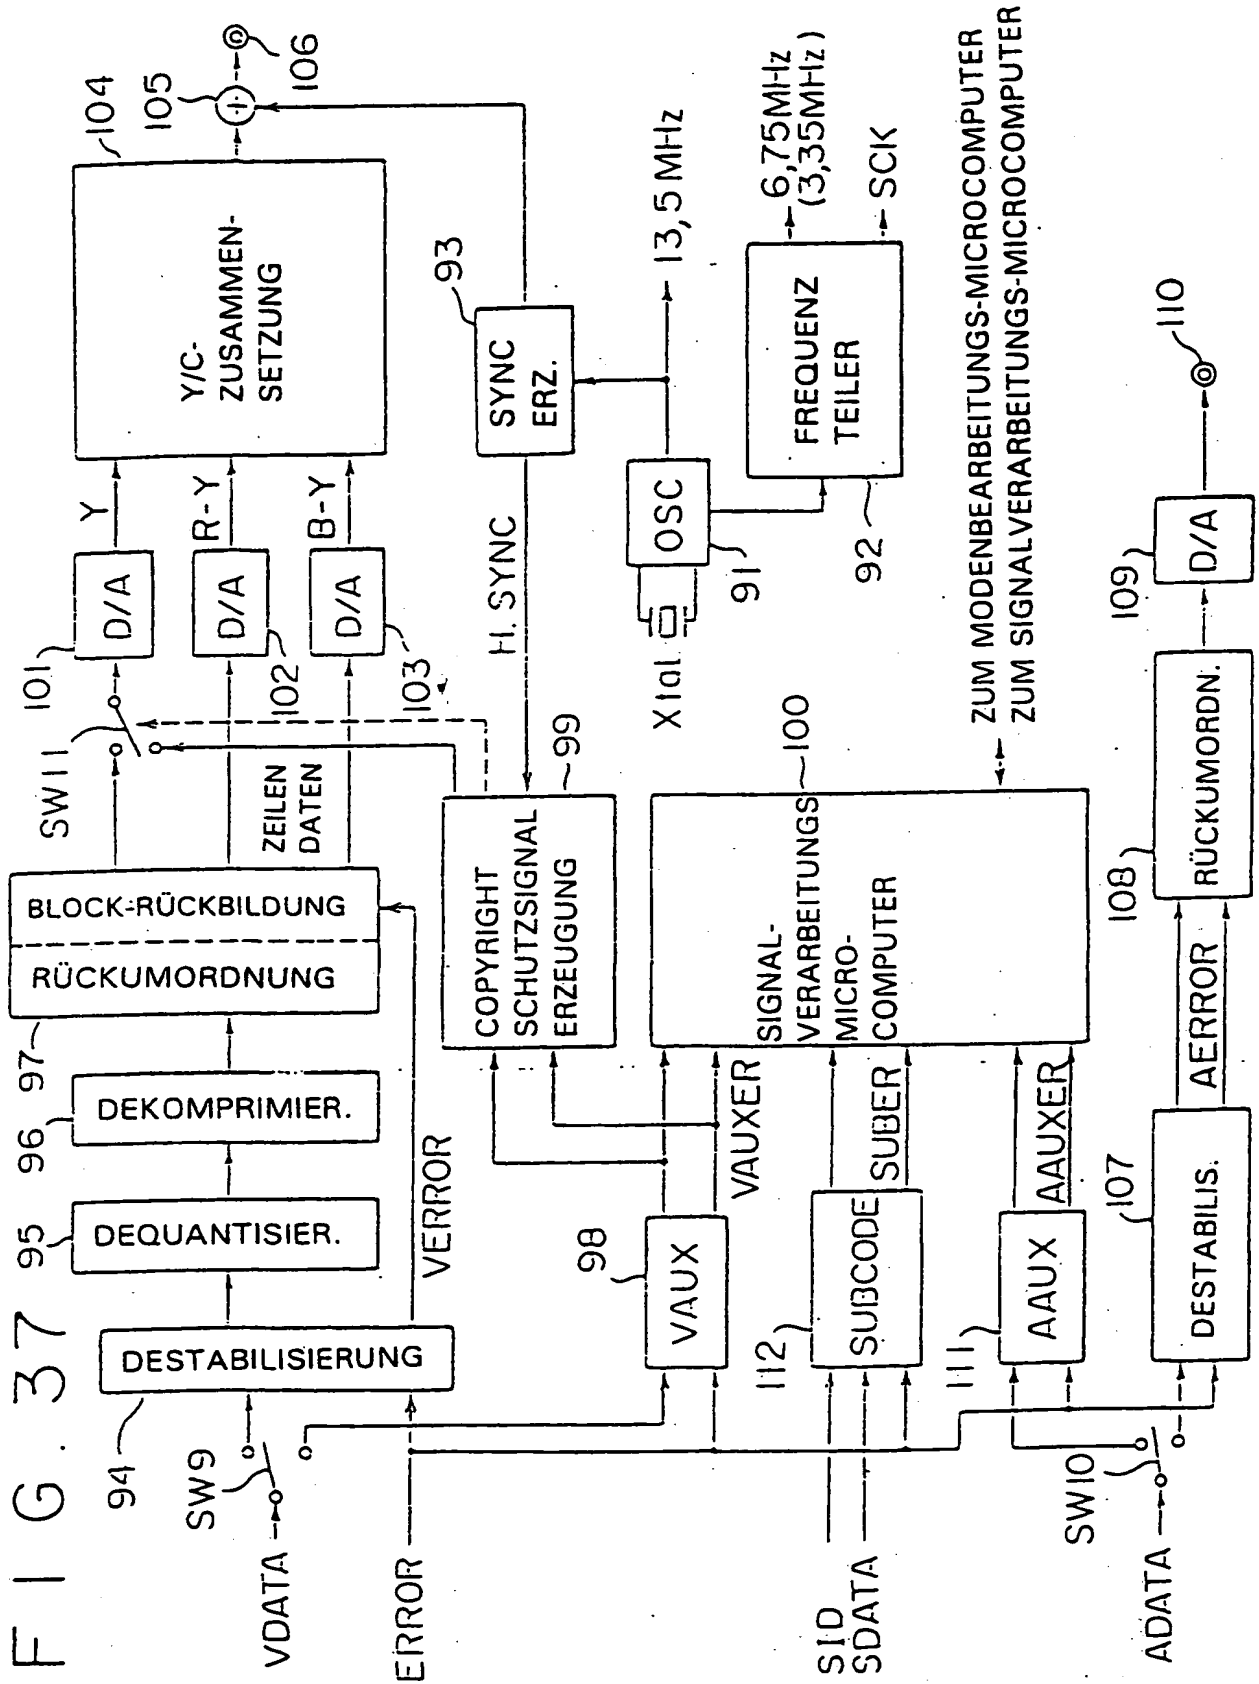 FIG. 37
VDATA
SW9
94
DESTABILISIERUNG
95
DEQUANTISIER.
96
DEKOMPRIMIER.
97
RÜCKUMORDNUNG
BLOCK-RÜCKBILDUNG
ZEILEN
DATEN
SW11
101
D/A
102
D/A
103
D/A
Y
R-Y
B-Y
104
Y/C-
ZUSAMMEN-
SETZUNG
105
106
ERROR
VERROR
COPYRIGHT
SCHUTZSIGNAL
ERZEUGUNG
99
H. SYNC
SYNC
ERZ.
93
13,5 MHz
Xtal
OSC
91
FREQUENZ
TEILER
92
6,75MHz
(3,35MHz)
SCK
98
VAUX
VAUXER
SID
SDATA
112
SUBCODE
SUBER
111
AAUX
AAUXER
SIGNAL-
VERARBEITUNGS
MICRO-
COMPUTER
100
ZUM MODENBEARBEITUNGS-MICROCOMPUTER
ZUM SIGNALVERARBEITUNGS-MICROCOMPUTER
ADATA
SW10
107
DESTABILIS.
AERROR
108
RÜCKUMORDN.
109
D/A
110